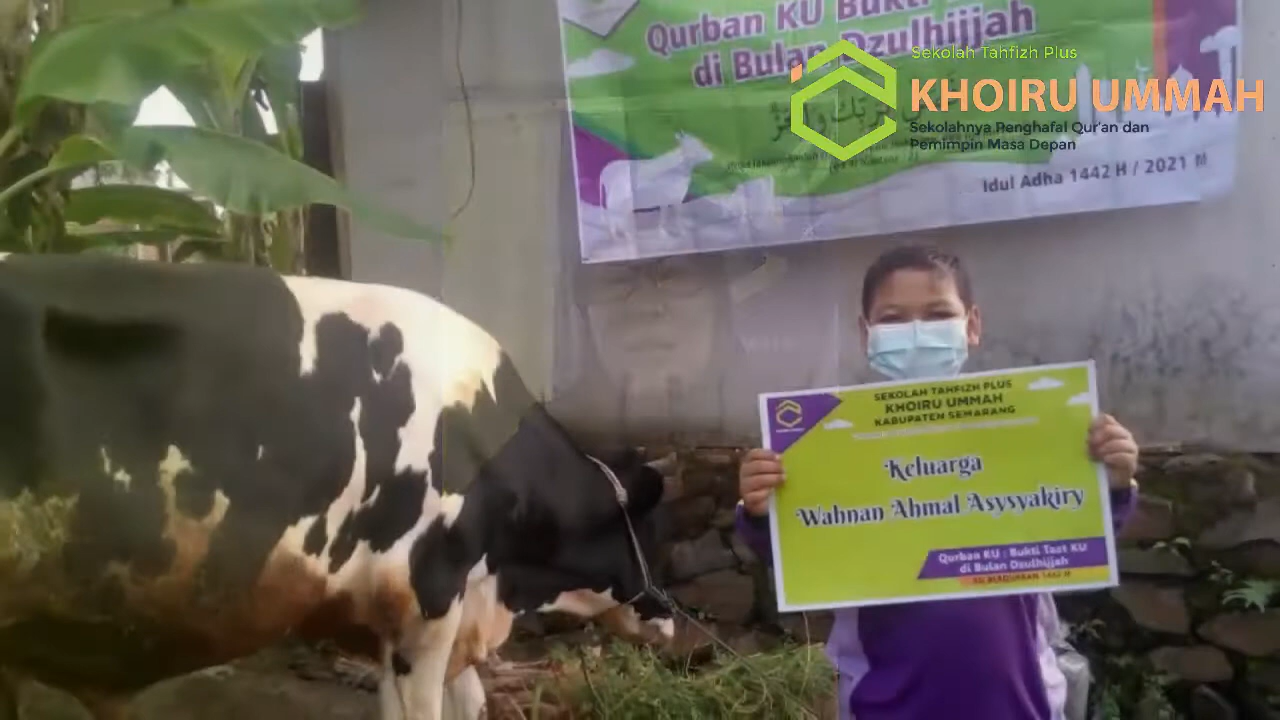 Qurban KU Bukti
di Bulan Dzulhijjah
Idul Adha 1442 H / 2021 M
Sekolah Tahfizh Plus
KHOIRU UMMAH
Sekolahnya Penghafal Qur'an dan
Pemimpin Masa Depan
SEKOLAH TAHFIZH PLUS
KHOIRU UMMAH
KABUPATEN SEMARANG
Keluarga
Wahnan Ahmal Asysyakiry
Qurban KU : Bukti Taat KU
di Bulan Dzulhijjah